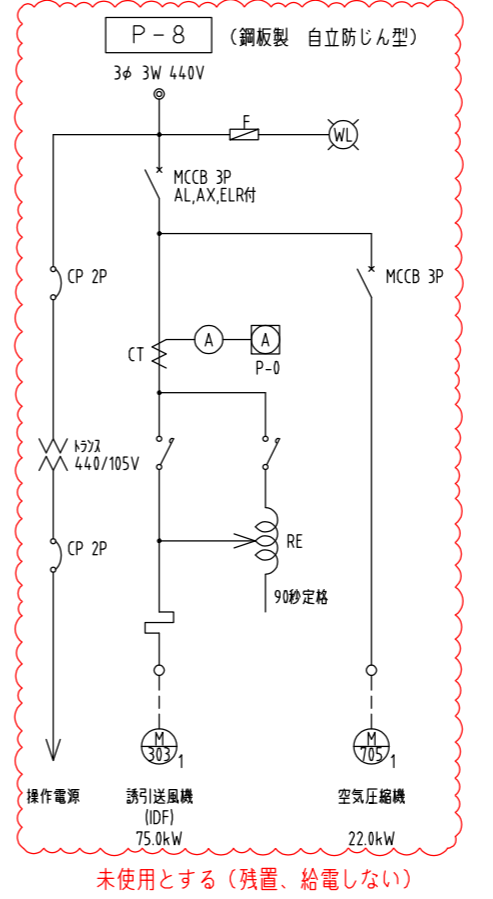 P-8 (鋼板製 自立防じん型)
3φ 3W 440V
F
WL
MCCB 3P
AL,AX,ELR付
CP 2P
MCCB 3P
CT
A
A
P-0
トランス
440/105V
CP 2P
RE
90秒定格
M
303
1
M
705
1
操作電源
誘引送風機
(IDF)
75.0kW
空気圧縮機
22.0kW
未使用とする(残置、給電しない)